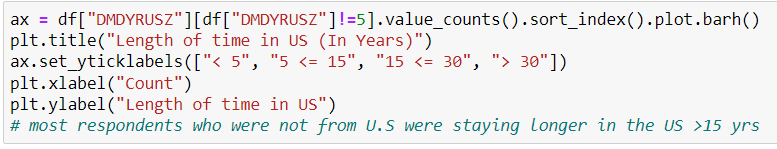 ax = df["DMDYRUSZ"][df["DMDYRUSZ"]!=5].value_counts().sort_index().plot.barh()
plt.title("Length of time in US (In Years)")
ax.set_yticklabels(["< 5", "5 <= 15", "15 <= 30", "> 30"])
plt.xlabel("Count")
plt.ylabel("Length of time in US")
# most respondents who were not from U.S were staying longer in the US >15 yrs